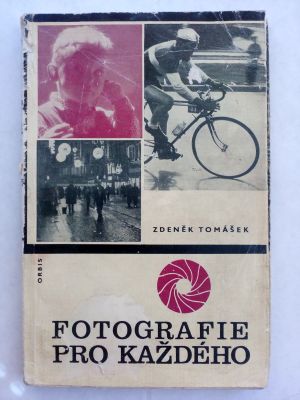 ZDENĚK TOMÁŠEK
ORBIS
FOTOGRAFIE
PRO KAŽDÉHO